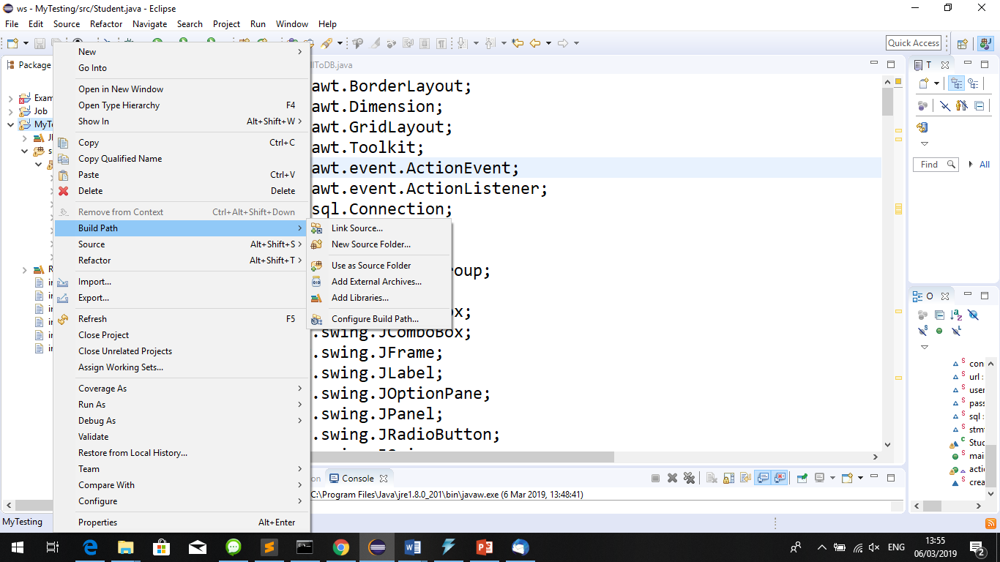 ws - MyTesting/src/Student.java - Eclipse
File Edit Source Refactor Navigate Search Project Run Window Help
Quick Access
Package
Exam
Job
MyTe
New
Go Into
Open in New Window
Open Type Hierarchy F4
Show In Alt+Shift+W
Copy Ctrl+C
Copy Qualified Name
Paste Ctrl+V
Delete Delete
Remove from Context Ctrl+Alt+Shift+Down
Build Path
Source Alt+Shift+S
Refactor Alt+Shift+T
Import...
Export...
Refresh F5
Close Project
Close Unrelated Projects
Assign Working Sets...
Coverage As
Run As
Debug As
Validate
Restore from Local History...
Team
Compare With
Configure
Properties Alt+Enter
Link Source...
New Source Folder...
Use as Source Folder
Add External Archives...
Add Libraries...
Configure Build Path...
lToDB.java
awt.BorderLayout;
awt.Dimension;
awt.GridLayout;
awt.Toolkit;
awt.event.ActionEvent;
awt.event.ActionListener;
sql.Connection;
oup;
ox;
.swing.JComboBox;
.swing.JFrame;
.swing.JLabel;
.swing.JOptionPane;
.swing.JPanel;
.swing.JRadioButton;
on Console
C:\Program Files\Java\jre1.8.0_201\bin\javaw.exe (6 Mar 2019, 13:48:41)
T
Find All
O
con
url :
user
pass
sql :
stmt
Stuc
mai
acti
crea
MyTesting
ENG
13:55
06/03/2019
2